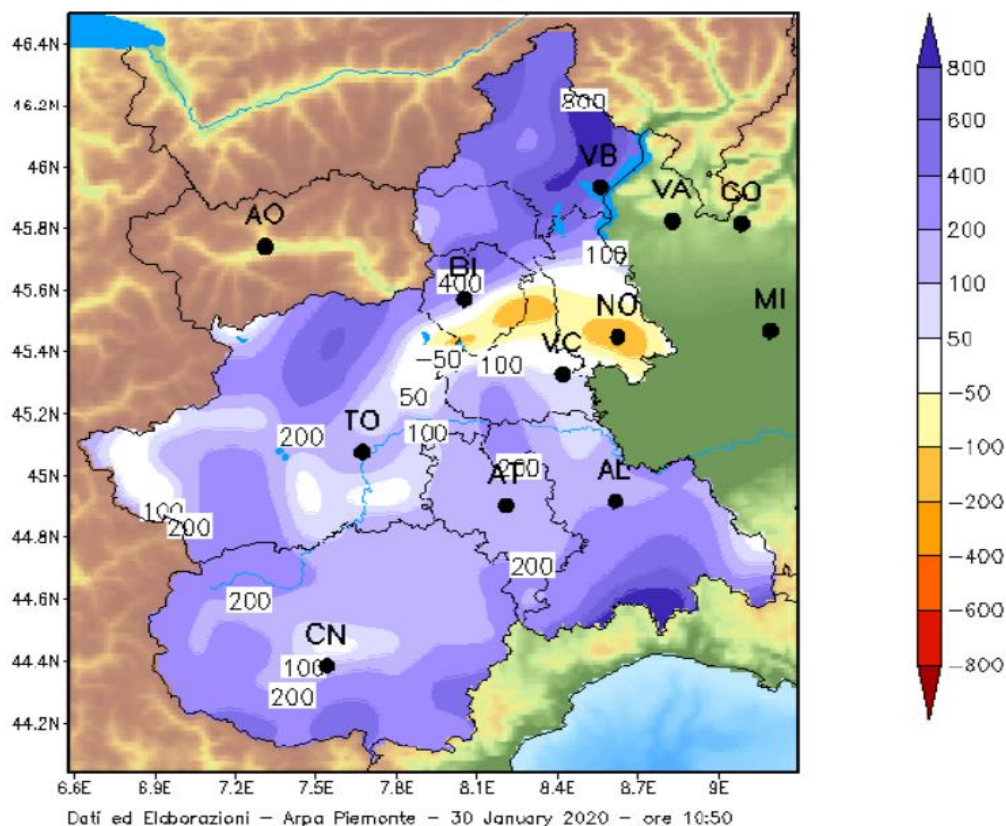 46.4N
800
46.2N
600
800
46N
VB
400
VA
CO
AO
45.8N
200
100
BI
400
45.6N
100
NO
MI
50
45.4N
-50
VC
100
-50
50
45.2N
TO
-100
200
100
200
45N
AT
AL
-200
100
200
44.8N
-400
200
44.6N
200
-600
CN
44.4N
100
-800
200
44.2N
6.6E 6.9E 7.2E 7.5E 7.8E 8.1E 8.4E 8.7E 9E
Dati ed Elaborazioni – Arpa Piemonte – 30 January 2020 – ore 10:50